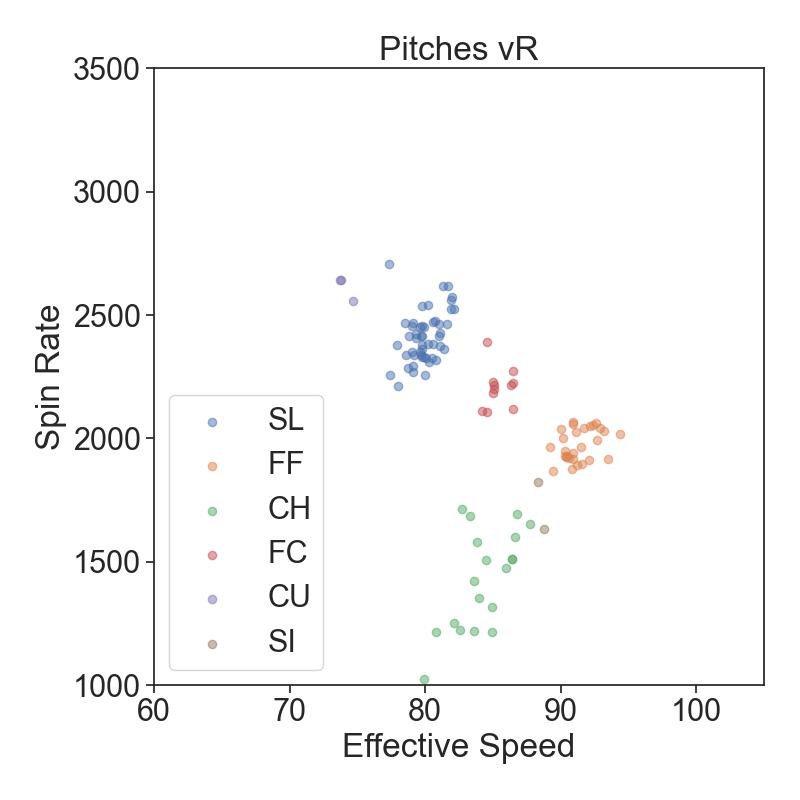 Pitches vR
3500
3000
2500
2000
1500
1000
Spin Rate
SL
FF
CH
FC
CU
SI
60 70 80 90 100
Effective Speed